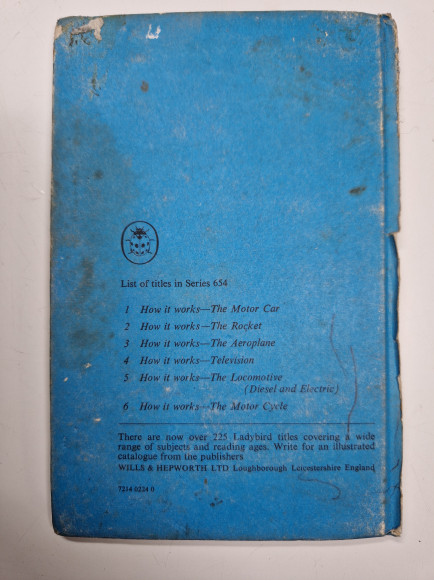 List of titles in Series 654
1 How it works—The Motor Car
2 How it works—The Rocket
3 How it works—The Aeroplane
4 How it works—Television
5 How it works—The Locomotive
(Diesel and Electric)
6 How it works—The Motor Cycle
There are now over 225 Ladybird titles covering a wide
range of subjects and reading ages. Write for an illustrated
catalogue from the publishers
WILLS & HEPWORTH LTD Loughborough Leicestershire England
7214-0234 0